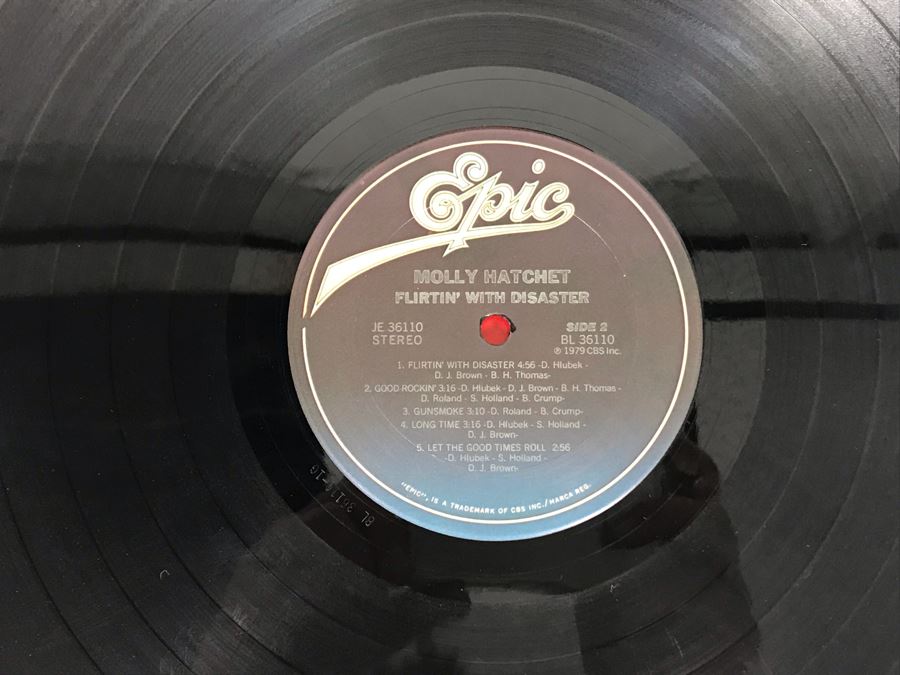 Epic
MOLLY HATCHET
FLIRTIN' WITH DISASTER
JE 36110
STEREO
SIDE 2
BL 36110
℗ 1979 CBS Inc.
1. FLIRTIN' WITH DISASTER 4:56 -D. Hlubek -
D. J. Brown - B. H. Thomas-
2. GOOD ROCKIN' 3:16 -D. Hlubek - D. J. Brown - B. H. Thomas -
D. Roland - S. Holland - B. Crump-
3. GUNSMOKE 3:10 -D. Roland - B. Crump-
4. LONG TIME 3:16 -D. Hlubek - S. Holland -
D. J. Brown-
5. LET THE GOOD TIMES ROLL 2:56
-D. Hlubek - S. Holland -
D. J. Brown-
"EPIC", IS A TRADEMARK OF CBS INC./MARCA REG.
BL